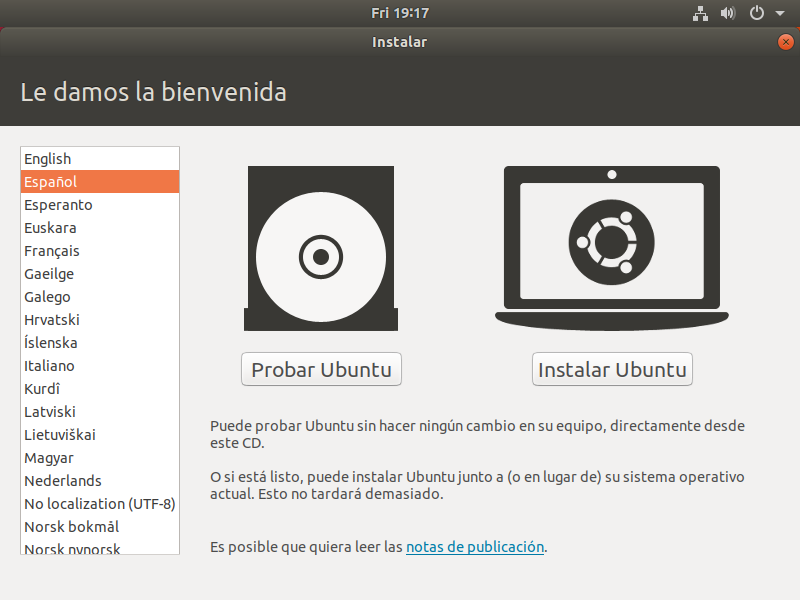 Fri 19:17
Instalar
Le damos la bienvenida
English
Español
Esperanto
Euskara
Français
Gaeilge
Galego
Hrvatski
Íslenska
Italiano
Kurdî
Latviski
Lietuviškai
Magyar
Nederlands
No localization (UTF-8)
Norsk bokmål
Norsk nynorsk
Probar Ubuntu
Instalar Ubuntu
Puede probar Ubuntu sin hacer ningún cambio en su equipo, directamente desde
este CD.
O si está listo, puede instalar Ubuntu junto a (o en lugar de) su sistema operativo
actual. Esto no tardará demasiado.
Es posible que quiera leer las notas de publicación.